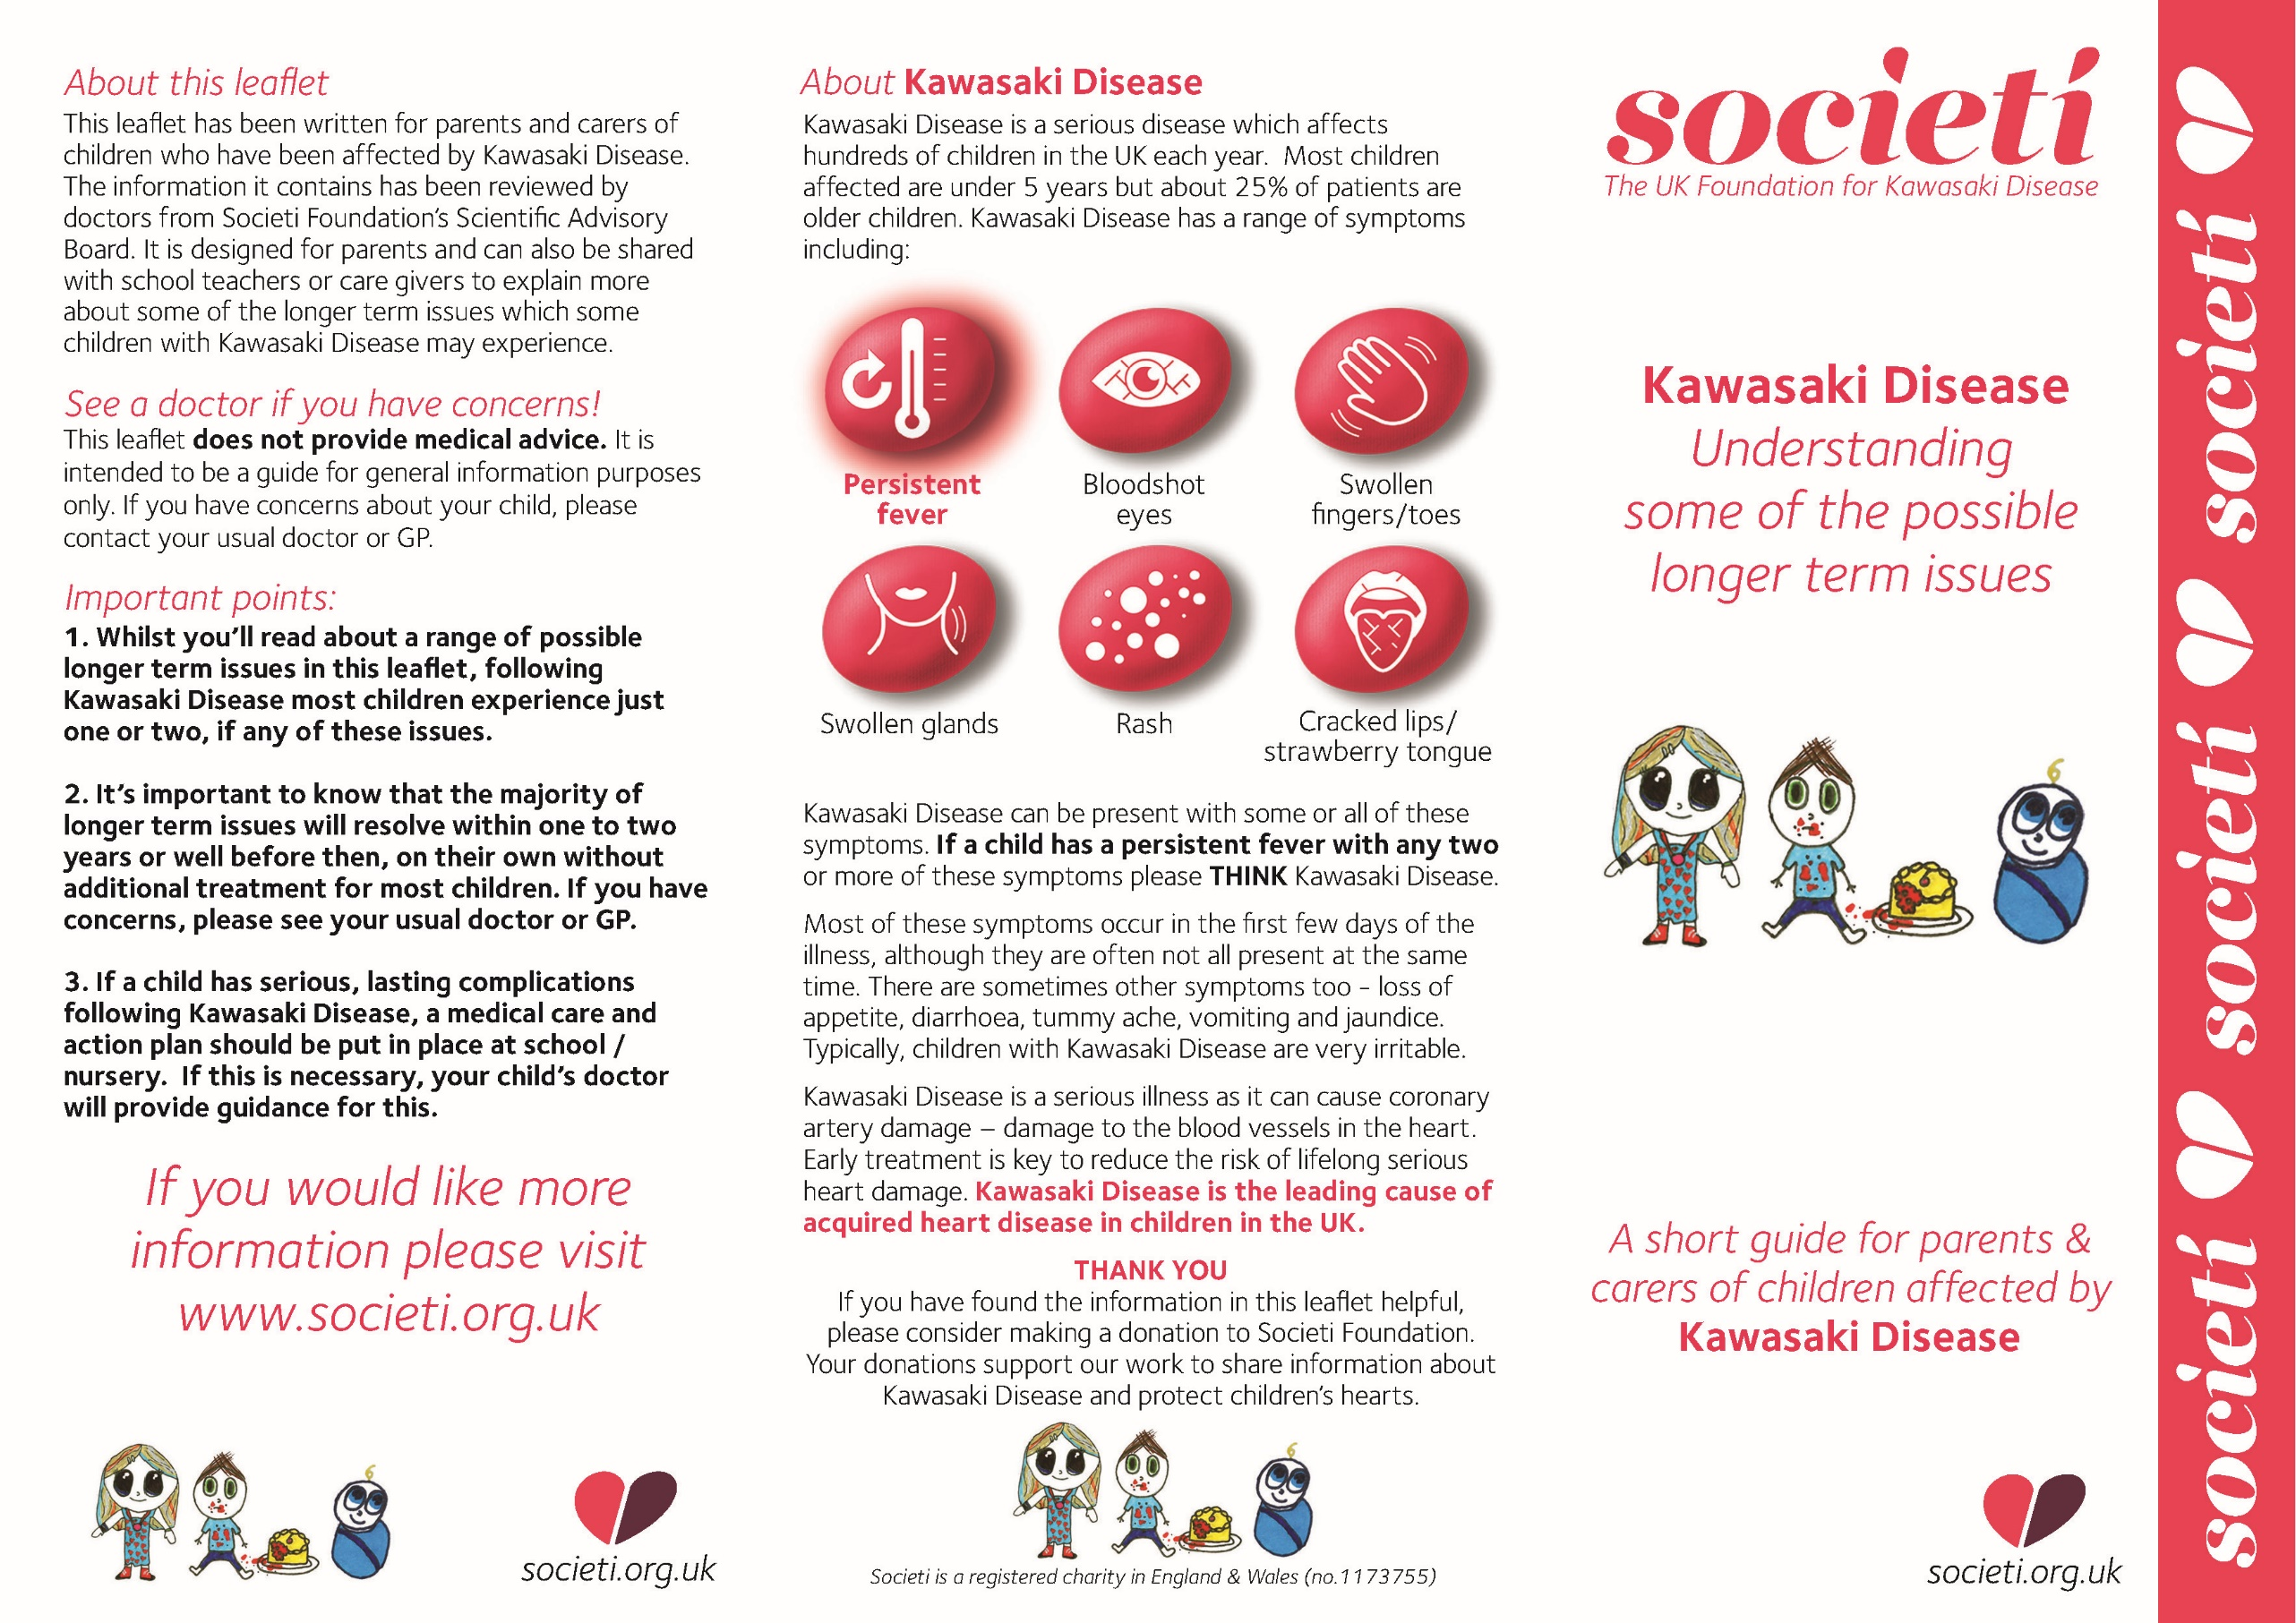 About this leaflet
This leaflet has been written for parents and carers of
children who have been affected by Kawasaki Disease.
The information it contains has been reviewed by
doctors from Societi Foundation's Scientific Advisory
Board. It is designed for parents and can also be shared
with school teachers or care givers to explain more
about some of the longer term issues which some
children with Kawasaki Disease may experience.
See a doctor if you have concerns!
This leaflet does not provide medical advice. It is
intended to be a guide for general information purposes
only. If you have concerns about your child, please
contact your usual doctor or GP.
Important points:
1. Whilst you'll read about a range of possible
longer term issues in this leaflet, following
Kawasaki Disease most children experience just
one or two, if any of these issues.
2. It's important to know that the majority of
longer term issues will resolve within one to two
years or well before then, on their own without
additional treatment for most children. If you have
concerns, please see your usual doctor or GP.
3. If a child has serious, lasting complications
following Kawasaki Disease, a medical care and
action plan should be put in place at school /
nursery. If this is necessary, your child's doctor
will provide guidance for this.
If you would like more
information please visit
www.societi.org.uk
societi.org.uk
About Kawasaki Disease
Kawasaki Disease is a serious disease which affects
hundreds of children in the UK each year. Most children
affected are under 5 years but about 25% of patients are
older children. Kawasaki Disease has a range of symptoms
including:
Persistent
fever
Bloodshot
eyes
Swollen
fingers/toes
Swollen glands
Rash
Cracked lips/
strawberry tongue
Kawasaki Disease can be present with some or all of these
symptoms. If a child has a persistent fever with any two
or more of these symptoms please THINK Kawasaki Disease.
Most of these symptoms occur in the first few days of the
illness, although they are often not all present at the same
time. There are sometimes other symptoms too - loss of
appetite, diarrhoea, tummy ache, vomiting and jaundice.
Typically, children with Kawasaki Disease are very irritable.
Kawasaki Disease is a serious illness as it can cause coronary
artery damage – damage to the blood vessels in the heart.
Early treatment is key to reduce the risk of lifelong serious
heart damage. Kawasaki Disease is the leading cause of
acquired heart disease in children in the UK.
THANK YOU
If you have found the information in this leaflet helpful,
please consider making a donation to Societi Foundation.
Your donations support our work to share information about
Kawasaki Disease and protect children's hearts.
Societi is a registered charity in England & Wales (no.1173755)
societi
The UK Foundation for Kawasaki Disease
Kawasaki Disease
Understanding
some of the possible
longer term issues
A short guide for parents &
carers of children affected by
Kawasaki Disease
societi.org.uk
societi
societi
societi